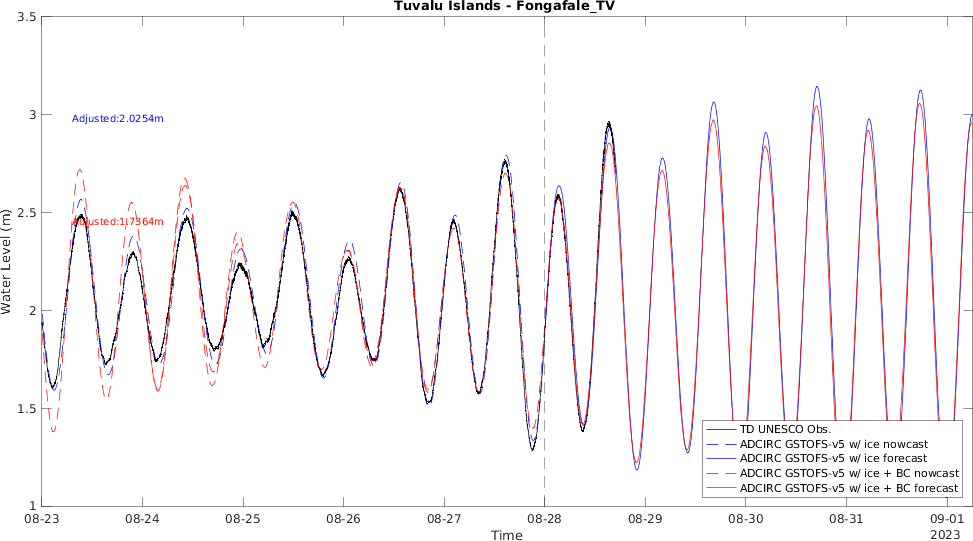 Tuvalu Islands - Fongafale_TV
3.5
3
2.5
2
1.5
1
Water Level (m)
Adjusted:2.0254m
Adjusted:1.7364m
TD UNESCO Obs.
ADCIRC GSTOFS-v5 w/ ice nowcast
ADCIRC GSTOFS-v5 w/ ice forecast
ADCIRC GSTOFS-v5 w/ ice + BC nowcast
ADCIRC GSTOFS-v5 w/ ice + BC forecast
08-23 08-24 08-25 08-26 08-27 08-28 08-29 08-30 08-31 09-01
Time
2023